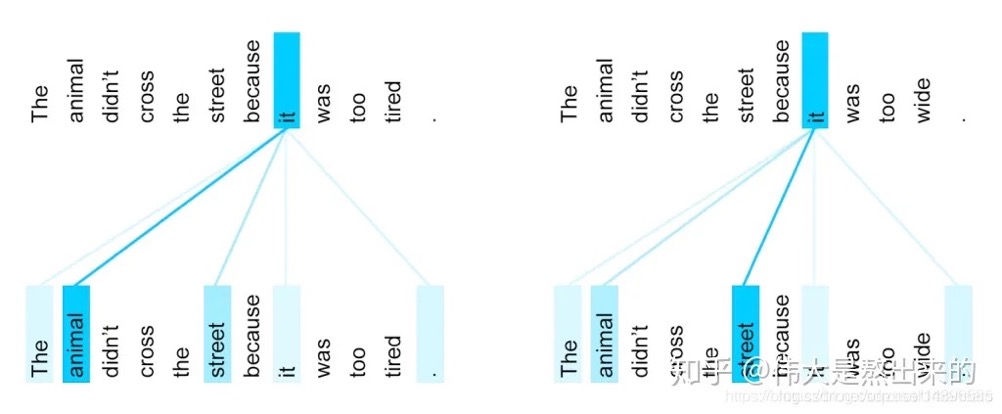 The animal didn't cross the street because it was too tired .
The animal didn't cross the street because it was too wide .
The animal didn't cross the street because it was too tired .
The animal didn't cross the street because it was too wide .
知乎 @伟大是熬出来的